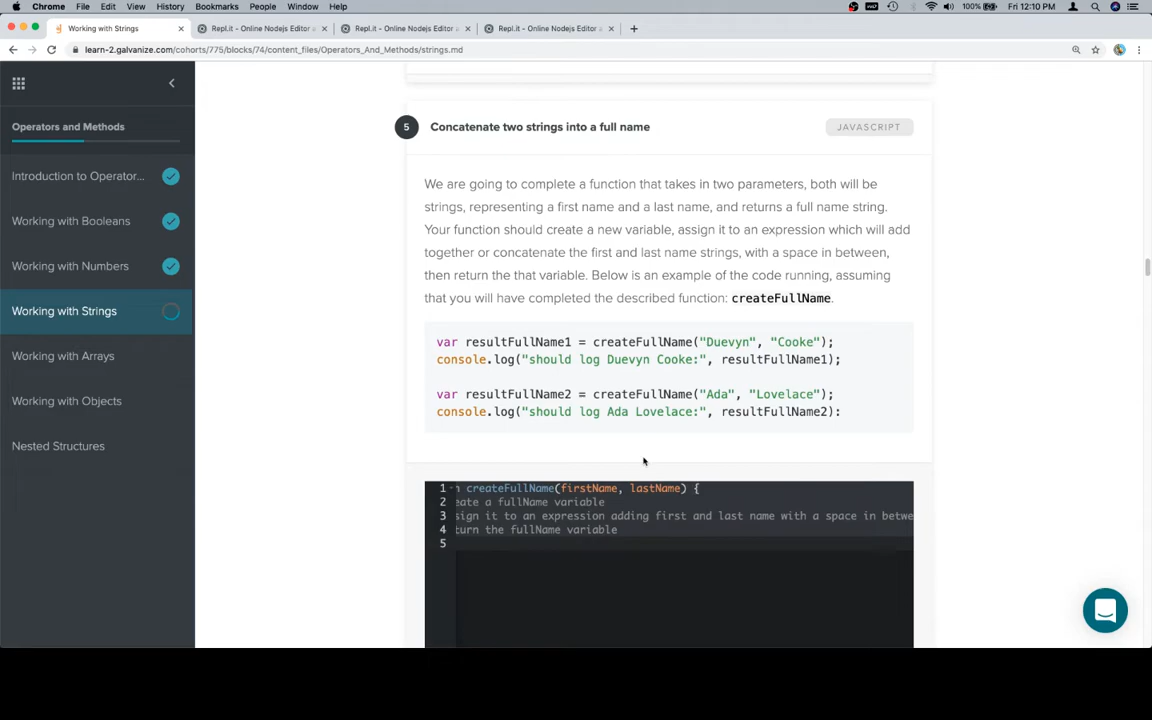 Chrome File Edit View History Bookmarks People Window Help 100% Fri 12:10 PM
Working with Strings Repl.it - Online Nodejs Editor Repl.it - Online Nodejs Editor Repl.it - Online Nodejs Editor
learn-2.galvanize.com/cohorts/775/blocks/74/content_files/Operators_And_Methods/strings.md
Operators and Methods
Introduction to Operator...
Working with Booleans
Working with Numbers
Working with Strings
Working with Arrays
Working with Objects
Nested Structures
5 Concatenate two strings into a full name JAVASCRIPT
We are going to complete a function that takes in two parameters, both will be
strings, representing a first name and a last name, and returns a full name string.
Your function should create a new variable, assign it to an expression which will add
together or concatenate the first and last name strings, with a space in between,
then return the that variable. Below is an example of the code running, assuming
that you will have completed the described function: createFullName.
var resultFullName1 = createFullName("Duevyn", "Cooke");
console.log("should log Duevyn Cooke:", resultFullName1);
var resultFullName2 = createFullName("Ada", "Lovelace");
console.log("should log Ada Lovelace:", resultFullName2):
1 n createFullName(firstName, lastName) {
2 eate a fullName variable
3 sign it to an expression adding first and last name with a space in betwe
4 turn the fullName variable
5